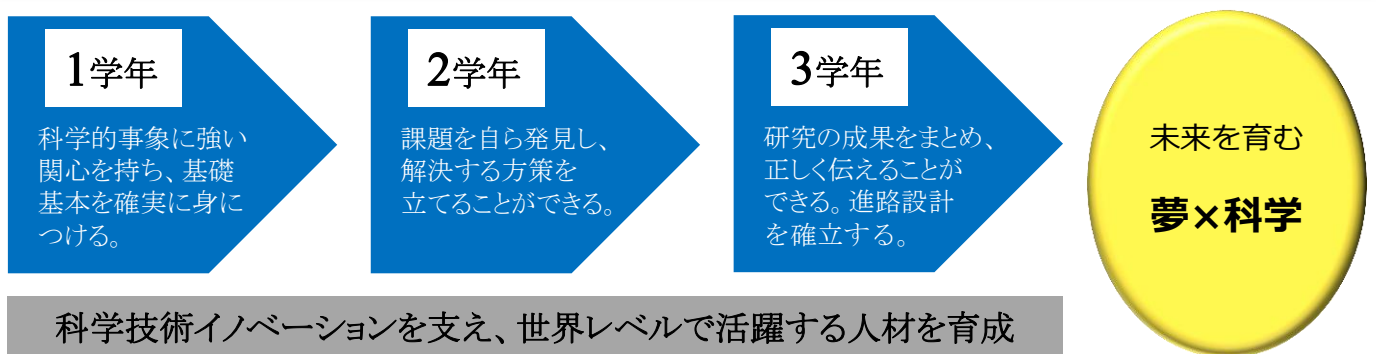 1学年
科学的事象に強い
関心を持ち、基礎
基本を確実に身に
つける。
2学年
課題を自ら発見し、
解決する方策を
立てることができる。
3学年
研究の成果をまとめ、
正しく伝えることが
できる。進路設計
を確立する。
未来を育む
夢×科学
科学技術イノベーションを支え、世界レベルで活躍する人材を育成